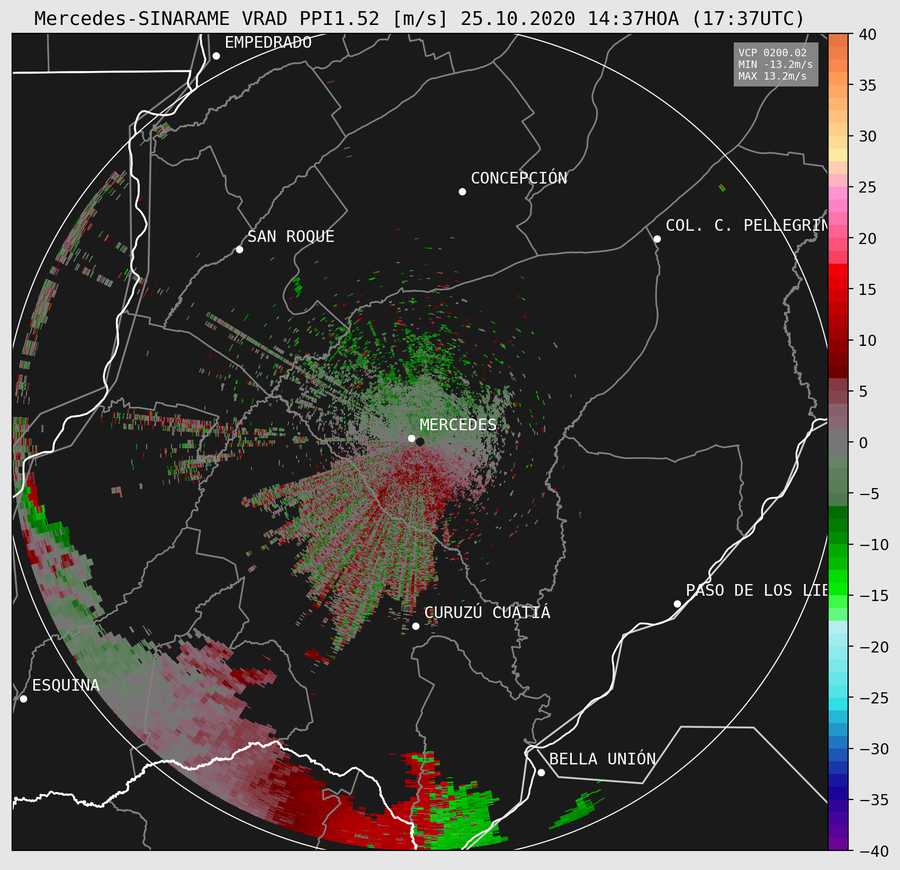 Mercedes-SINARAME VRAD PPI1.52 [m/s] 25.10.2020 14:37HOA (17:37UTC)
EMPEDRADO
VCP 0200.02
MIN -13.2m/s
MAX 13.2m/s
CONCEPCIÓN
SAN ROQUE
COL. C. PELLEGRIN
MERCEDES
CURUZÚ CUATIÁ
PASO DE LOS LIE
ESQUINA
BELLA UNIÓN
40
35
30
25
20
15
10
5
0
−5
−10
−15
−20
−25
−30
−35
−40